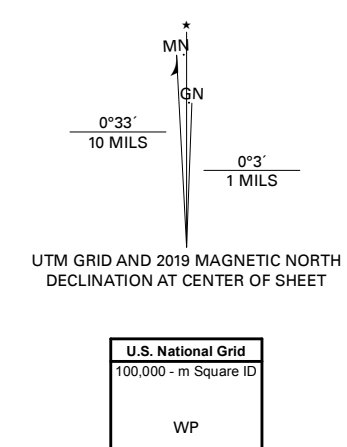 ★
MN
GN
0°33´
10 MILS
0°3´
1 MILS
UTM GRID AND 2019 MAGNETIC NORTH
DECLINATION AT CENTER OF SHEET
U.S. National Grid
100,000 - m Square ID
WP